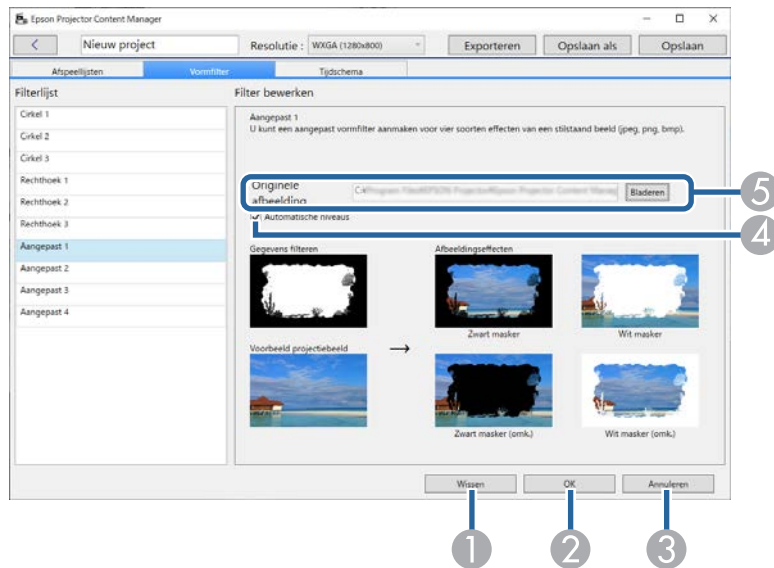 Epson Projector Content Manager
Nieuw project
Resolutie : WXGA (1280x800)
Exporteren
Opslaan als
Opslaan
Afspeellijsten
Vormfilter
Tijdschema
Filterlijst
Cirkel 1
Cirkel 2
Cirkel 3
Rechthoek 1
Rechthoek 2
Rechthoek 3
Aangepast 1
Aangepast 2
Aangepast 3
Aangepast 4
Filter bewerken
Aangepast 1
U kunt een aangepast vormfilter aanmaken voor vier soorten effecten van een stilstaand beeld (jpeg, png, bmp).
Originele
afbeelding
Bladeren
5
Automatische niveaus
4
Gegevens filteren
Afbeeldingseffecten
Zwart masker
Wit masker
Voorbeeld projectiebeeld
→
Zwart masker (omk.)
Wit masker (omk.)
Wissen
OK
Annuleren
1
2
3